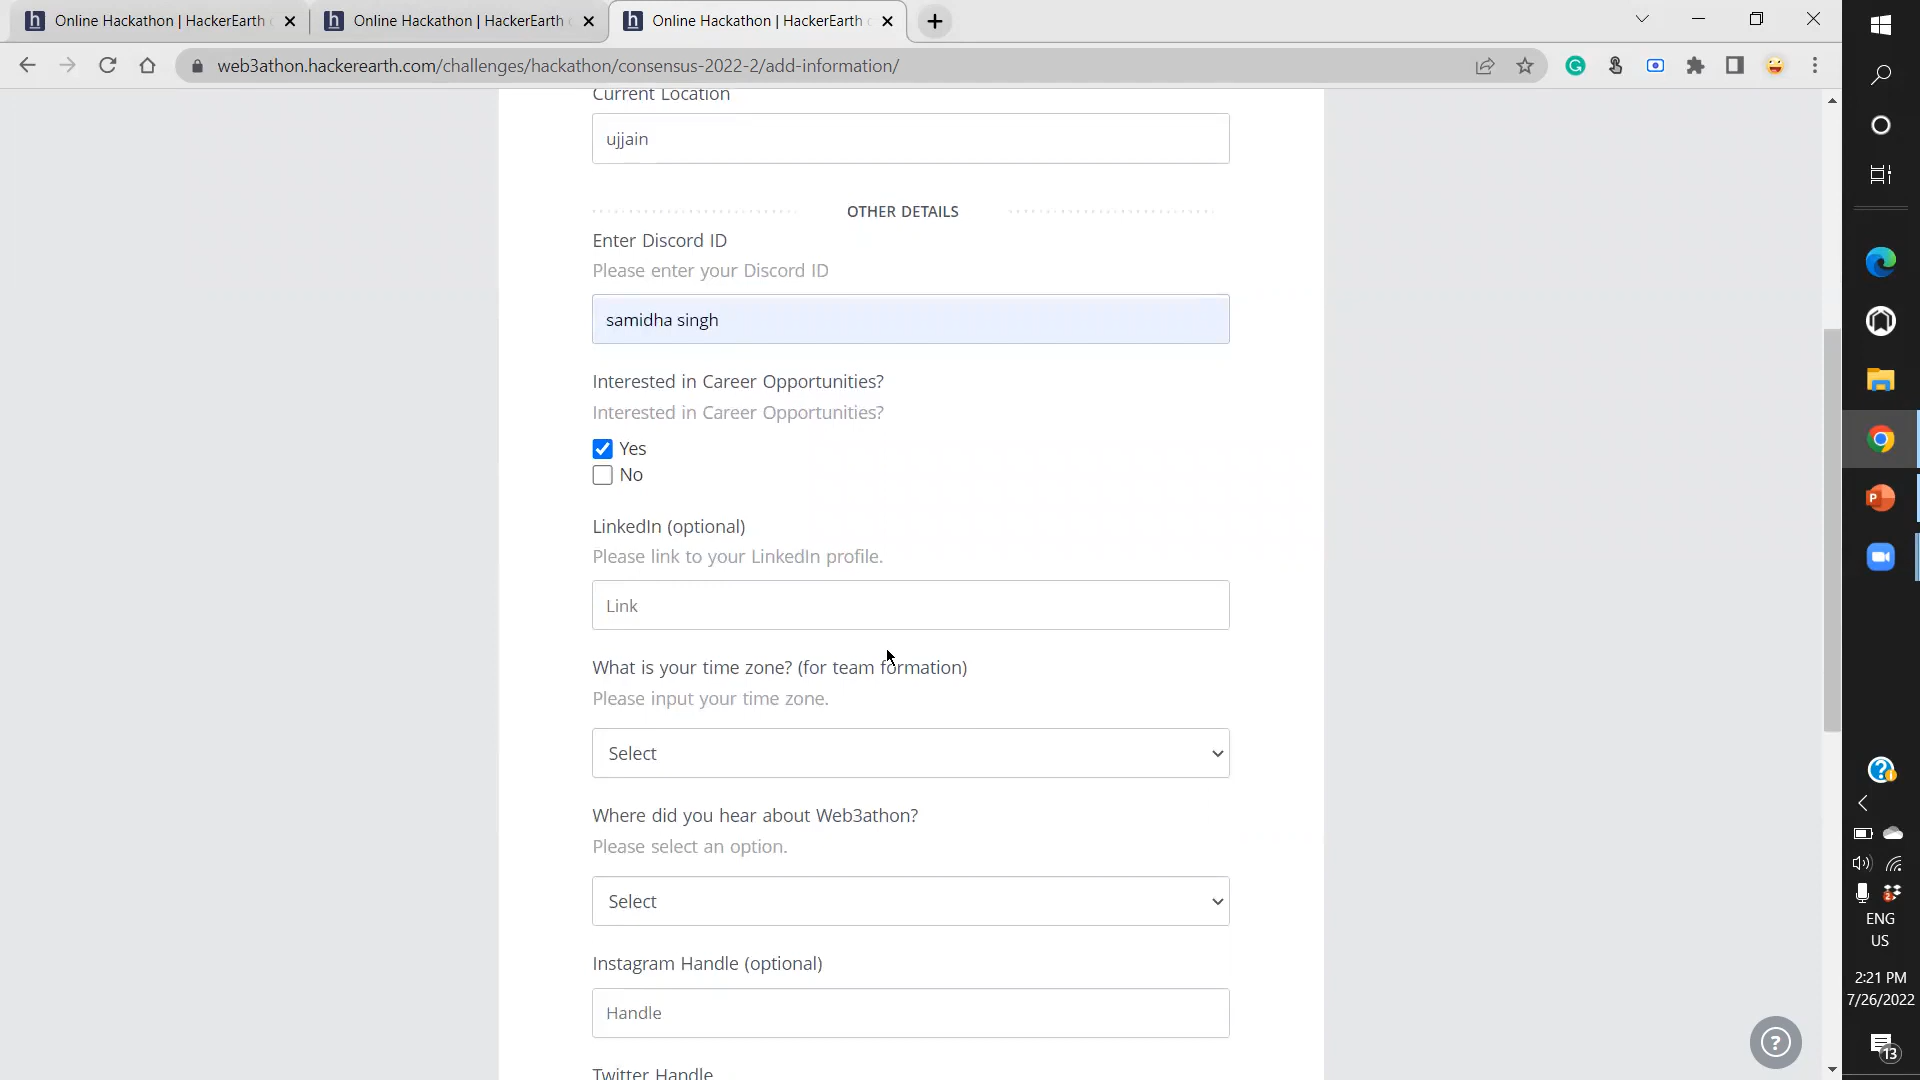 Online Hackathon | HackerEarth
Online Hackathon | HackerEarth
Online Hackathon | HackerEarth
web3athon.hackerearth.com/challenges/hackathon/consensus-2022-2/add-information/
Current Location
ujjain
OTHER DETAILS
Enter Discord ID
Please enter your Discord ID
samidha singh
Interested in Career Opportunities?
Interested in Career Opportunities?
Yes
No
LinkedIn (optional)
Please link to your LinkedIn profile.
Link
What is your time zone? (for team formation)
Please input your time zone.
Select
Where did you hear about Web3athon?
Please select an option.
Select
Instagram Handle (optional)
Handle
Twitter Handle
ENG
US
2:21 PM
7/26/2022
13